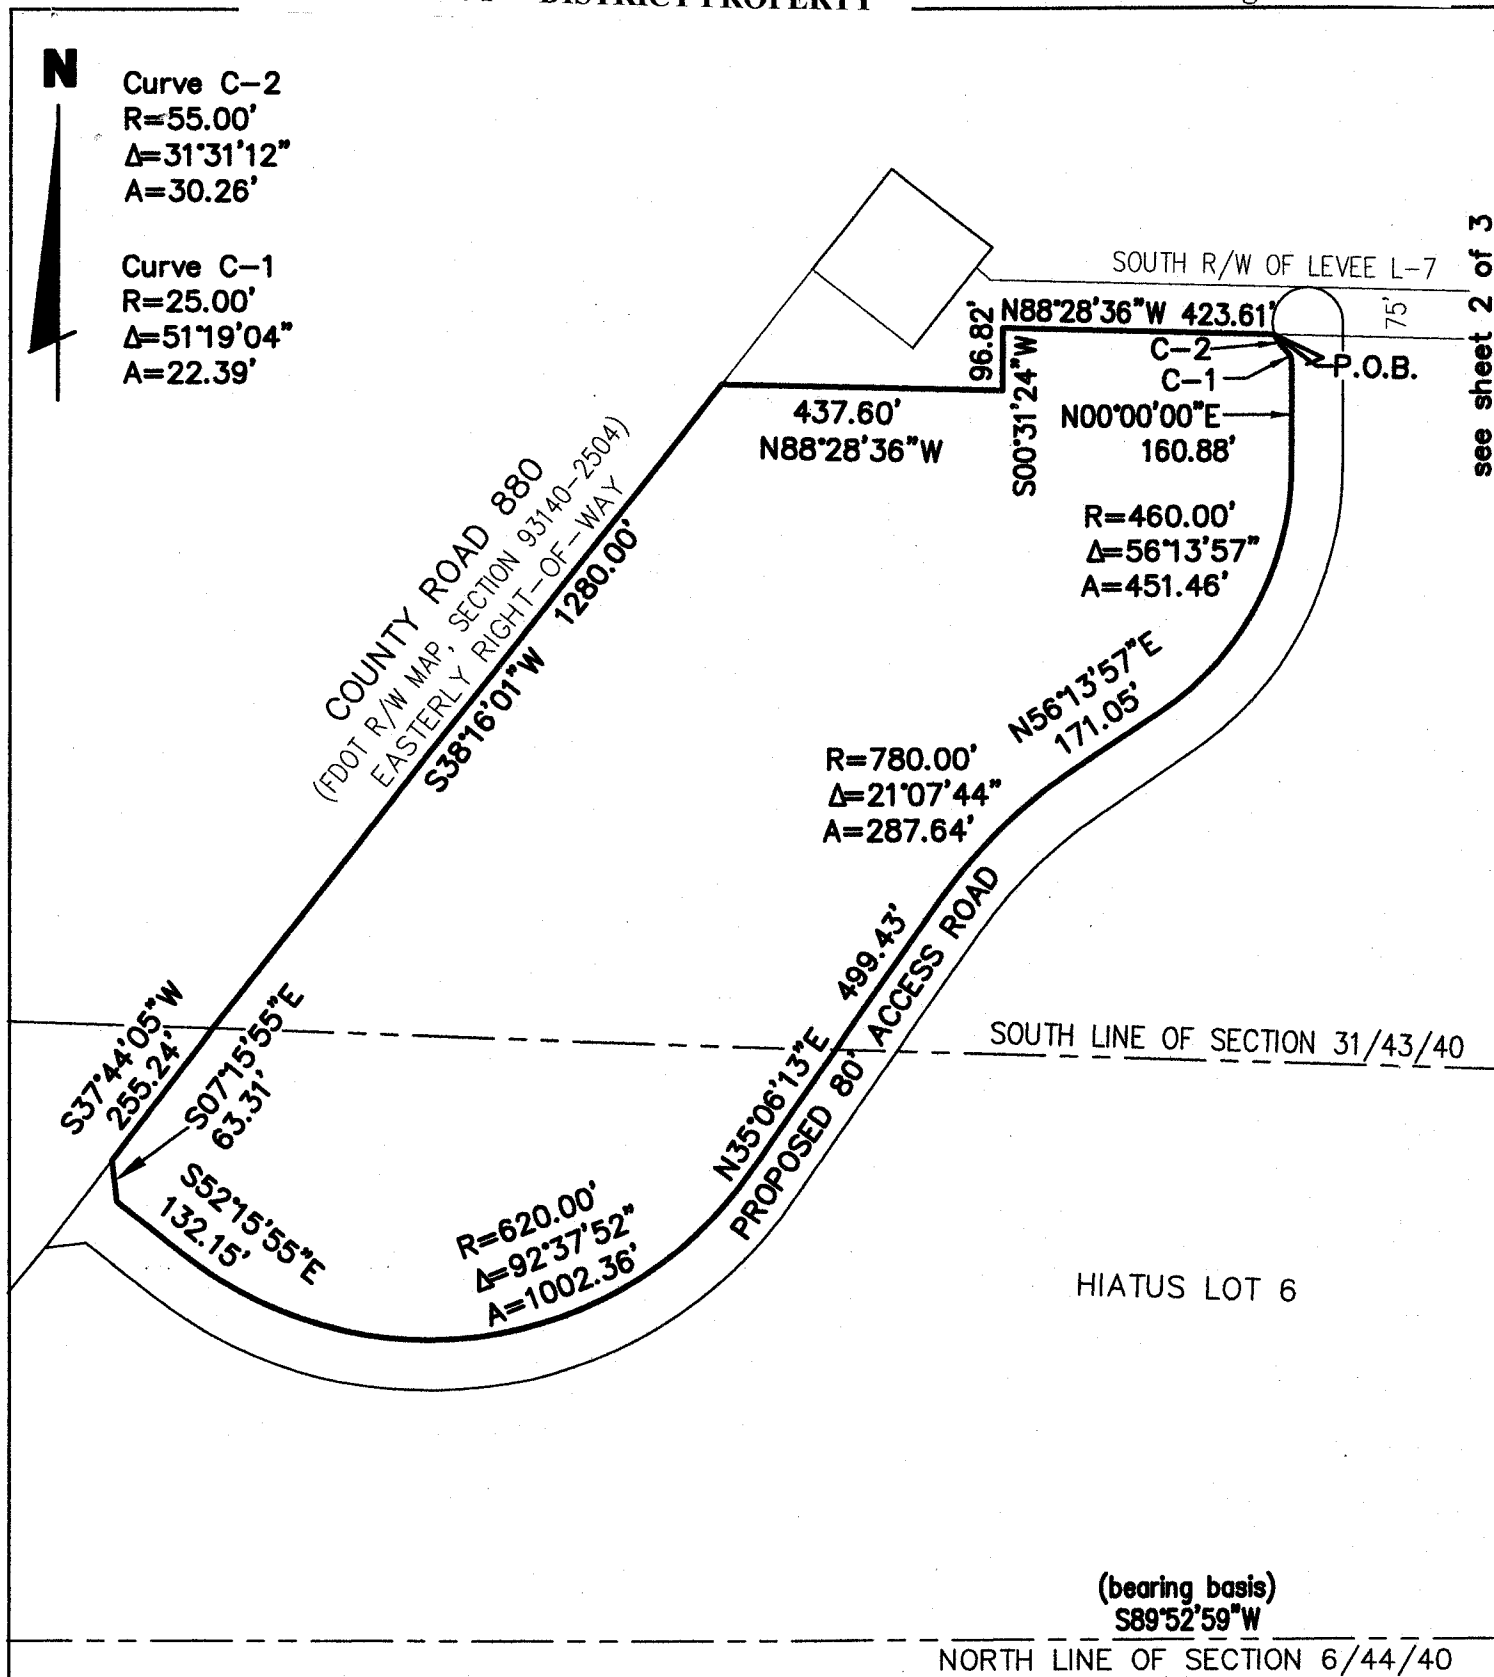 DISTRICT PROPERTY
N
Curve C-2
R=55.00'
Δ=31°31'12"
A=30.26'
Curve C-1
R=25.00'
Δ=51°19'04"
A=22.39'
SOUTH R/W OF LEVEE L-7
75'
see sheet 2 of 3
N88°28'36"W 423.61'
96.82'
S00°31'24"W
C-2
C-1
P.O.B.
437.60'
N88°28'36"W
N00°00'00"E
160.88'
R=460.00'
Δ=56°13'57"
A=451.46'
COUNTY ROAD 880
(FDOT R/W MAP, SECTION 93140-2504)
EASTERLY RIGHT-OF-WAY
S38°16'01"W 1280.00'
N56°13'57"E
171.05'
R=780.00'
Δ=21°07'44"
A=287.64'
N35°06'13"E 499.43'
PROPOSED 80' ACCESS ROAD
SOUTH LINE OF SECTION 31/43/40
S37°44'05"W
255.24'
S07°15'55"E
63.31'
S52°15'55"E
132.15'
R=620.00'
Δ=92°37'52"
A=1002.36'
HIATUS LOT 6
(bearing basis)
S89°52'59"W
NORTH LINE OF SECTION 6/44/40